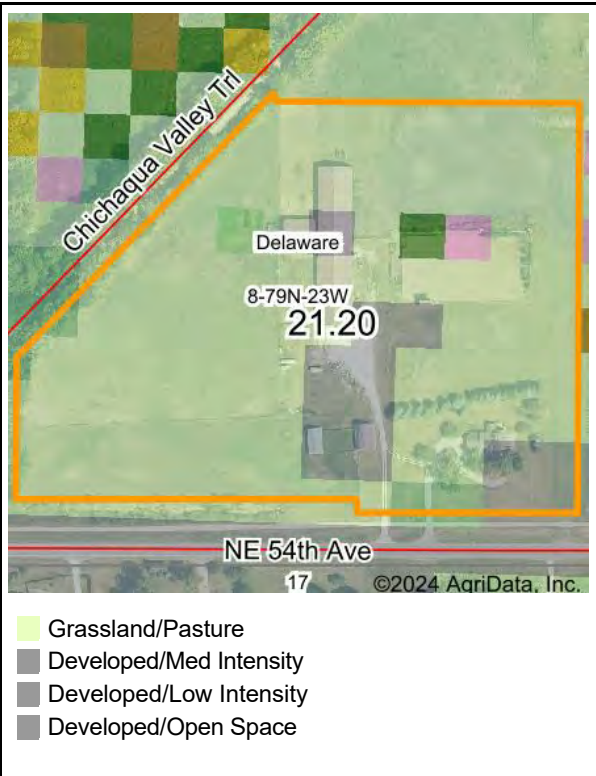 Chichaqua Valley Trl
Delaware
8-79N-23W
21.20
NE 54th Ave
17
©2024 AgriData, Inc.
Grassland/Pasture
Developed/Med Intensity
Developed/Low Intensity
Developed/Open Space